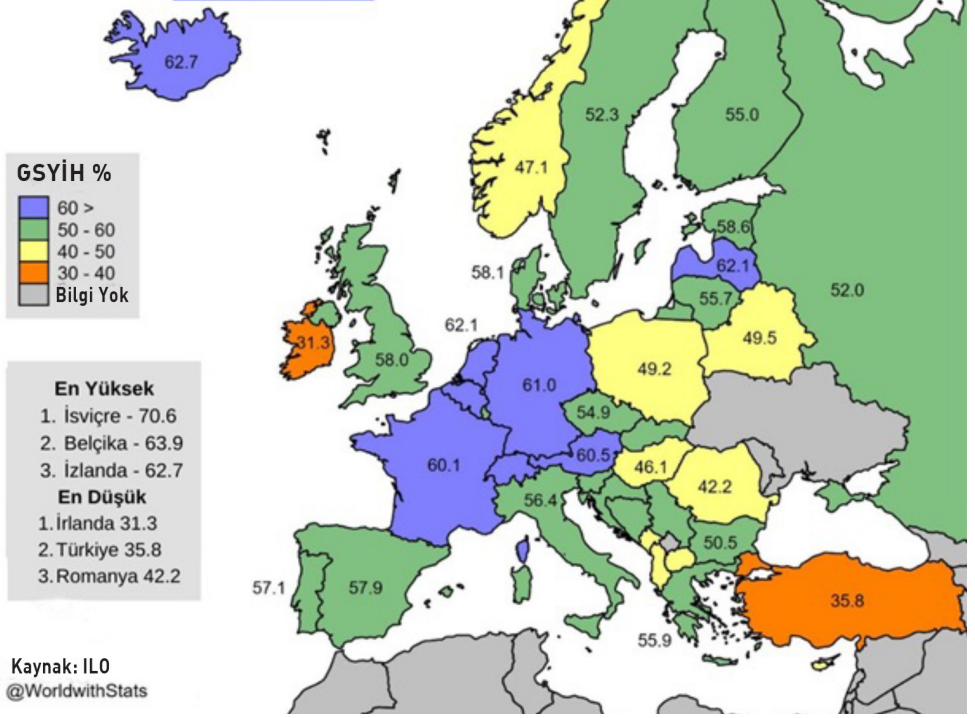 62.7
52.3
55.0
47.1
GSYİH %
60 >
50 - 60
40 - 50
30 - 40
Bilgi Yok
58.6
58.1
62.1
55.7
52.0
62.1
31.3
58.0
49.5
49.2
61.0
54.9
60.5
60.1
46.1
42.2
56.4
50.5
57.1
57.9
35.8
55.9
En Yüksek
1. İsviçre - 70.6
2. Belçika - 63.9
3. İzlanda - 62.7
En Düşük
1. İrlanda 31.3
2. Türkiye 35.8
3. Romanya 42.2
Kaynak: ILO
@WorldwithStats